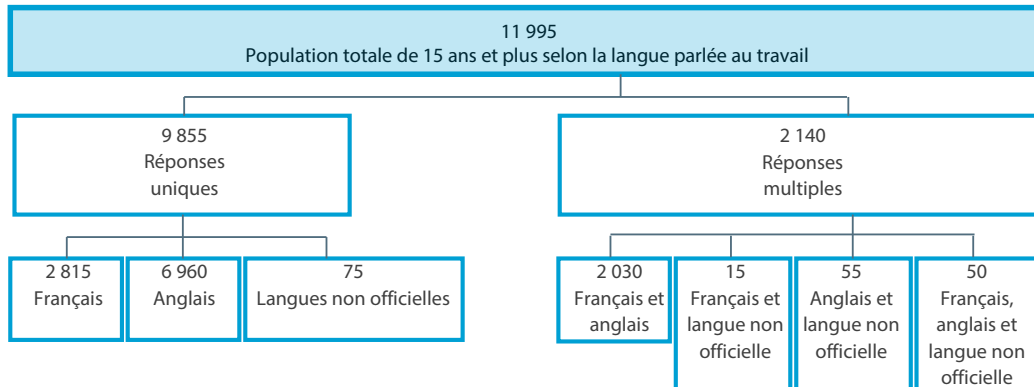 11 995
Population totale de 15 ans et plus selon la langue parlée au travail
9 855
Réponses
uniques
2 140
Réponses
multiples
2 815
Français
6 960
Anglais
75
Langues non officielles
2 030
Français et
anglais
15
Français et
langue non
officielle
55
Anglais et
langue non
officielle
50
Français,
anglais et
langue non
officielle